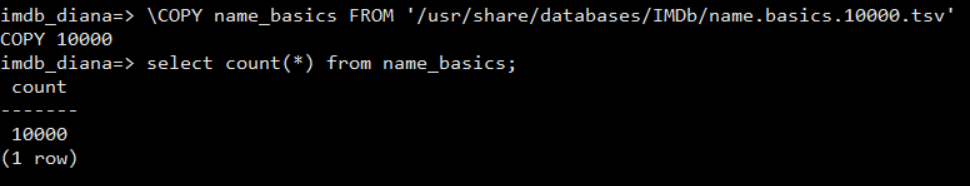 imdb_diana=> \COPY name_basics FROM '/usr/share/databases/IMDb/name.basics.10000.tsv'
COPY 10000
imdb_diana=> select count(*) from name_basics;
 count
-------
 10000
(1 row)